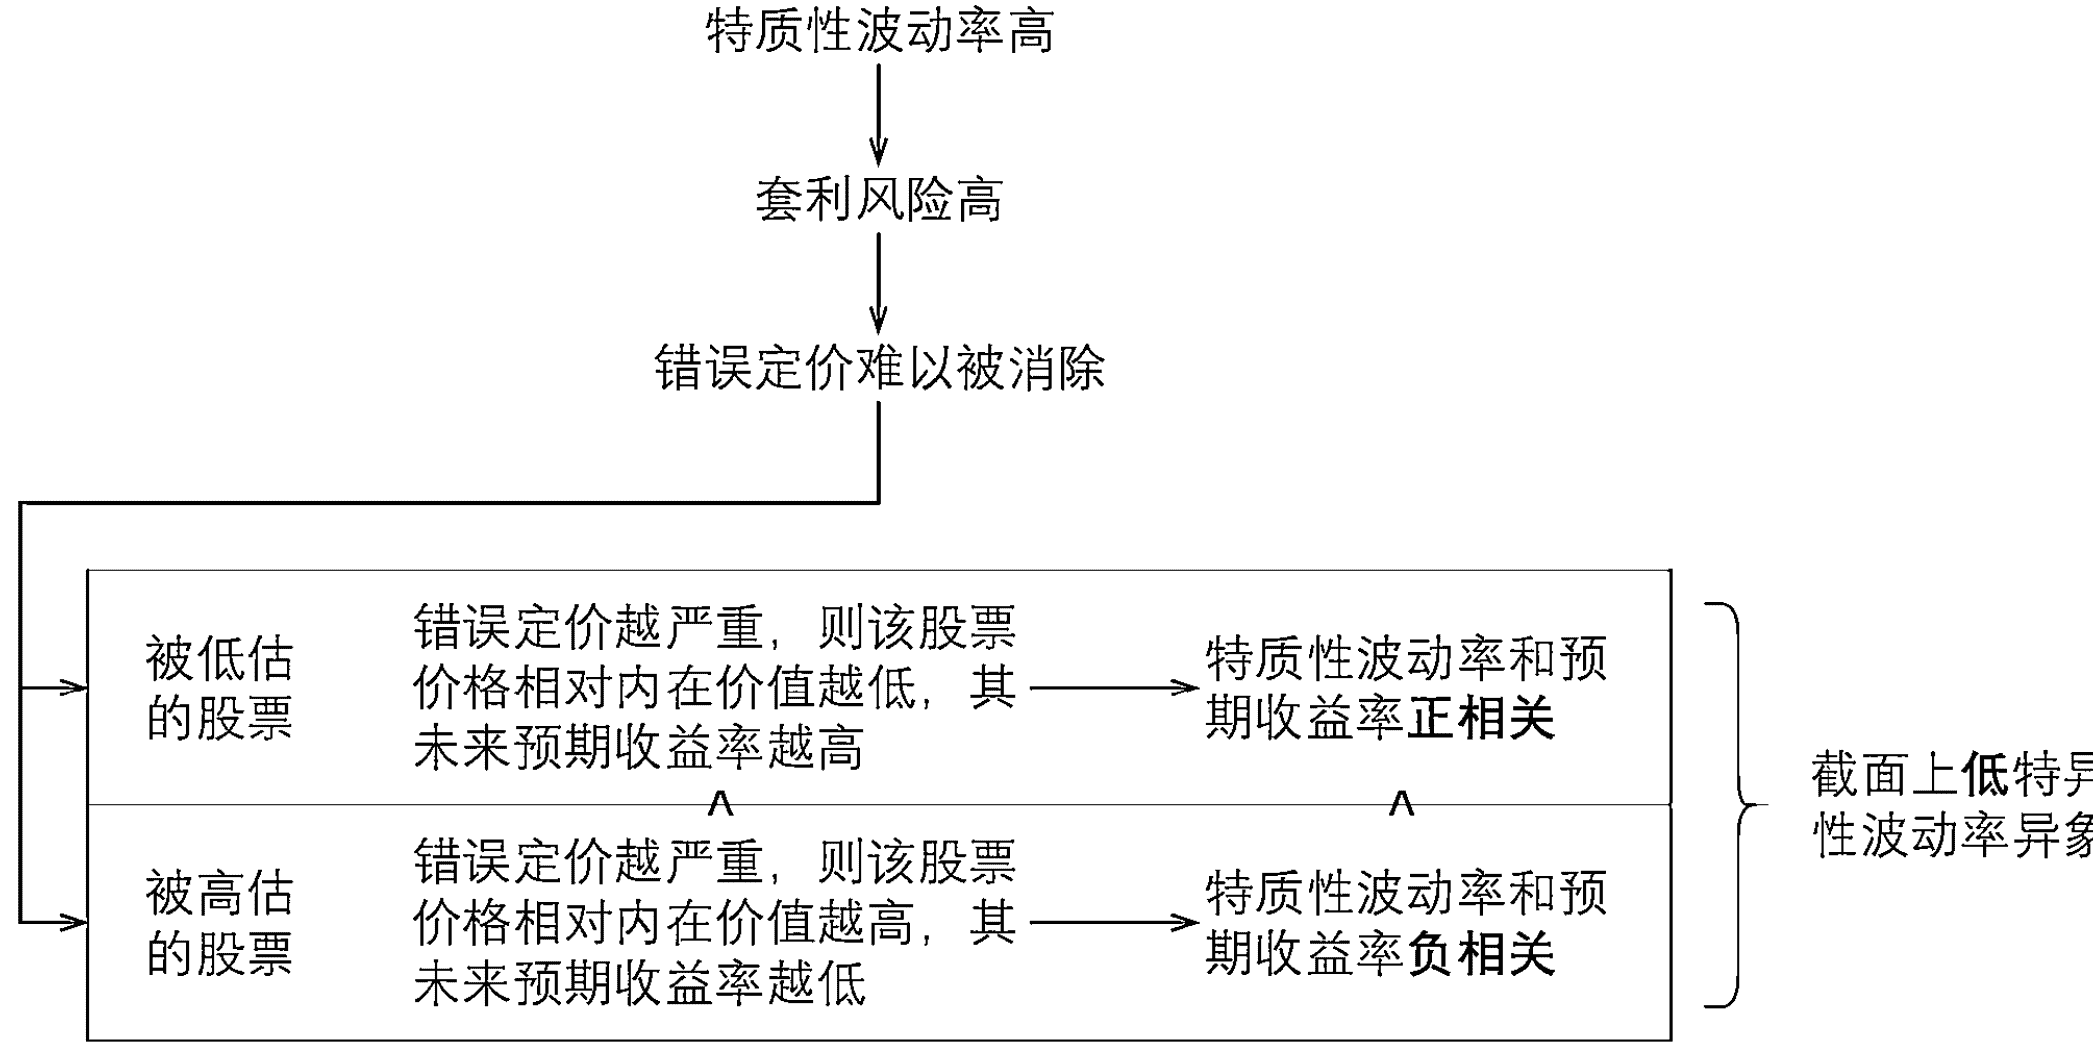 特质性波动率高
套利风险高
错误定价难以被消除
被低估
的股票
错误定价越严重，则该股票
价格相对内在价值越低，其
未来预期收益率越高
特质性波动率和预
期收益率正相关
<
<
被高估
的股票
错误定价越严重，则该股票
价格相对内在价值越高，其
未来预期收益率越低
特质性波动率和预
期收益率负相关
截面上低特异
性波动率异象